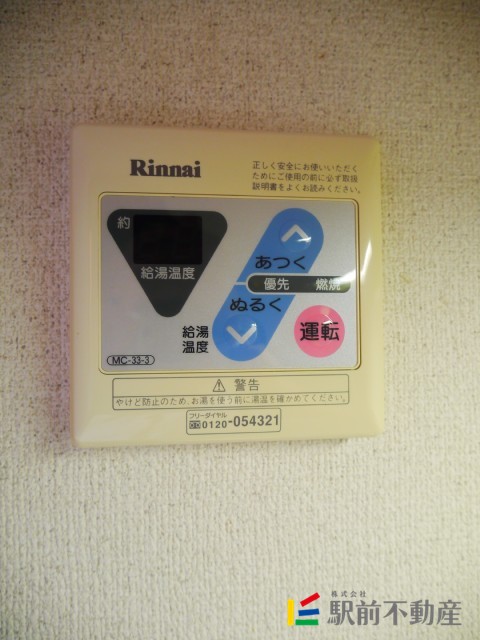 Rinnai
正しく安全にお使いいただく
ためにご使用の前に必ず取扱
説明書をよくお読みください。
約
給湯温度
あつく
優先 燃焼
ぬるく
給湯
温度
運転
MC-33-3
⚠ 警告
やけど防止のため、お湯を使う前に湯温を確かめてください。
フリーダイヤル
0120-054321
株式会社
駅前不動産